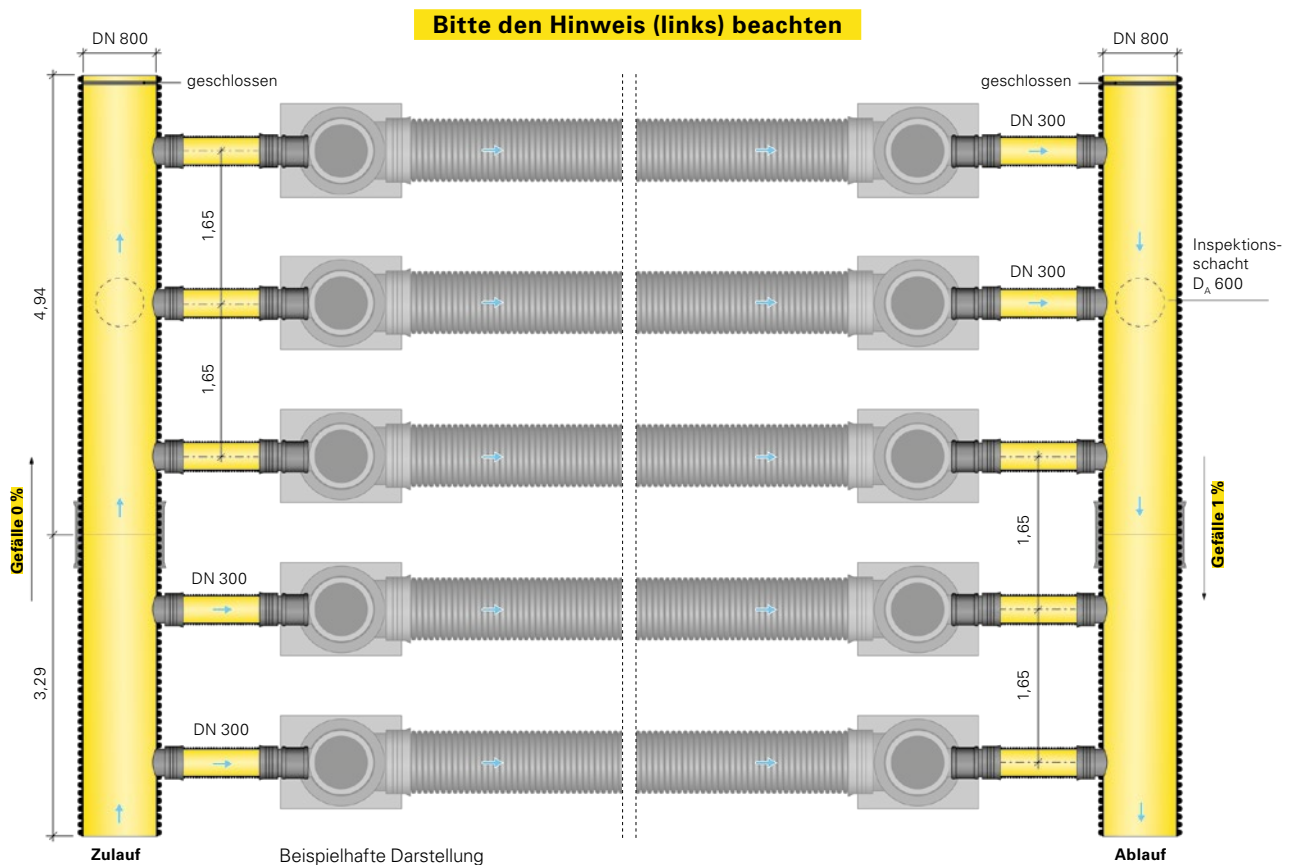 Bitte den Hinweis (links) beachten
DN 800
DN 800
geschlossen
geschlossen
DN 300
1,65
Inspektions-
schacht
D_A 600
DN 300
4,94
1,65
Gefälle 0 %
Gefälle 1 %
1,65
DN 300
3,29
1,65
DN 300
Zulauf
Beispielhafte Darstellung
Ablauf